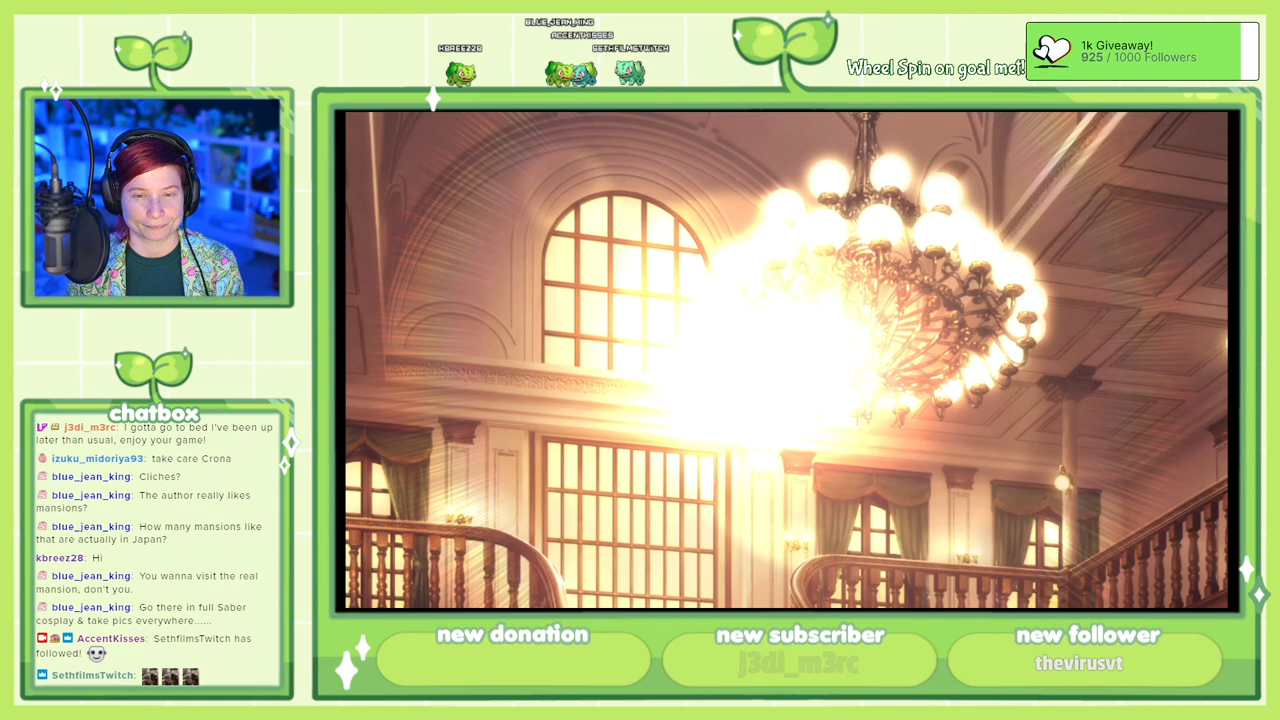 BLUE_JEAN_KING
ACCENTKISSES
KBREEZ28
SETHFILMSTWITCH
Wheel Spin on goal met!
1k Giveaway!
925 / 1000 Followers
chatbox
j3di_m3rc: I gotta go to bed I've been up
later than usual, enjoy your game!
izuku_midoriya93: take care Crona
blue_jean_king: Cliches?
blue_jean_king: The author really likes
mansions?
blue_jean_king: How many mansions like
that are actually in Japan?
kbreez28: Hi
blue_jean_king: You wanna visit the real
mansion, don't you.
blue_jean_king: Go there in full Saber
cosplay & take pics everywhere......
AccentKisses: SethfilmsTwitch has
followed!
SethfilmsTwitch:
new donation
new subscriber
j3di_m3rc
new follower
thevirusvt